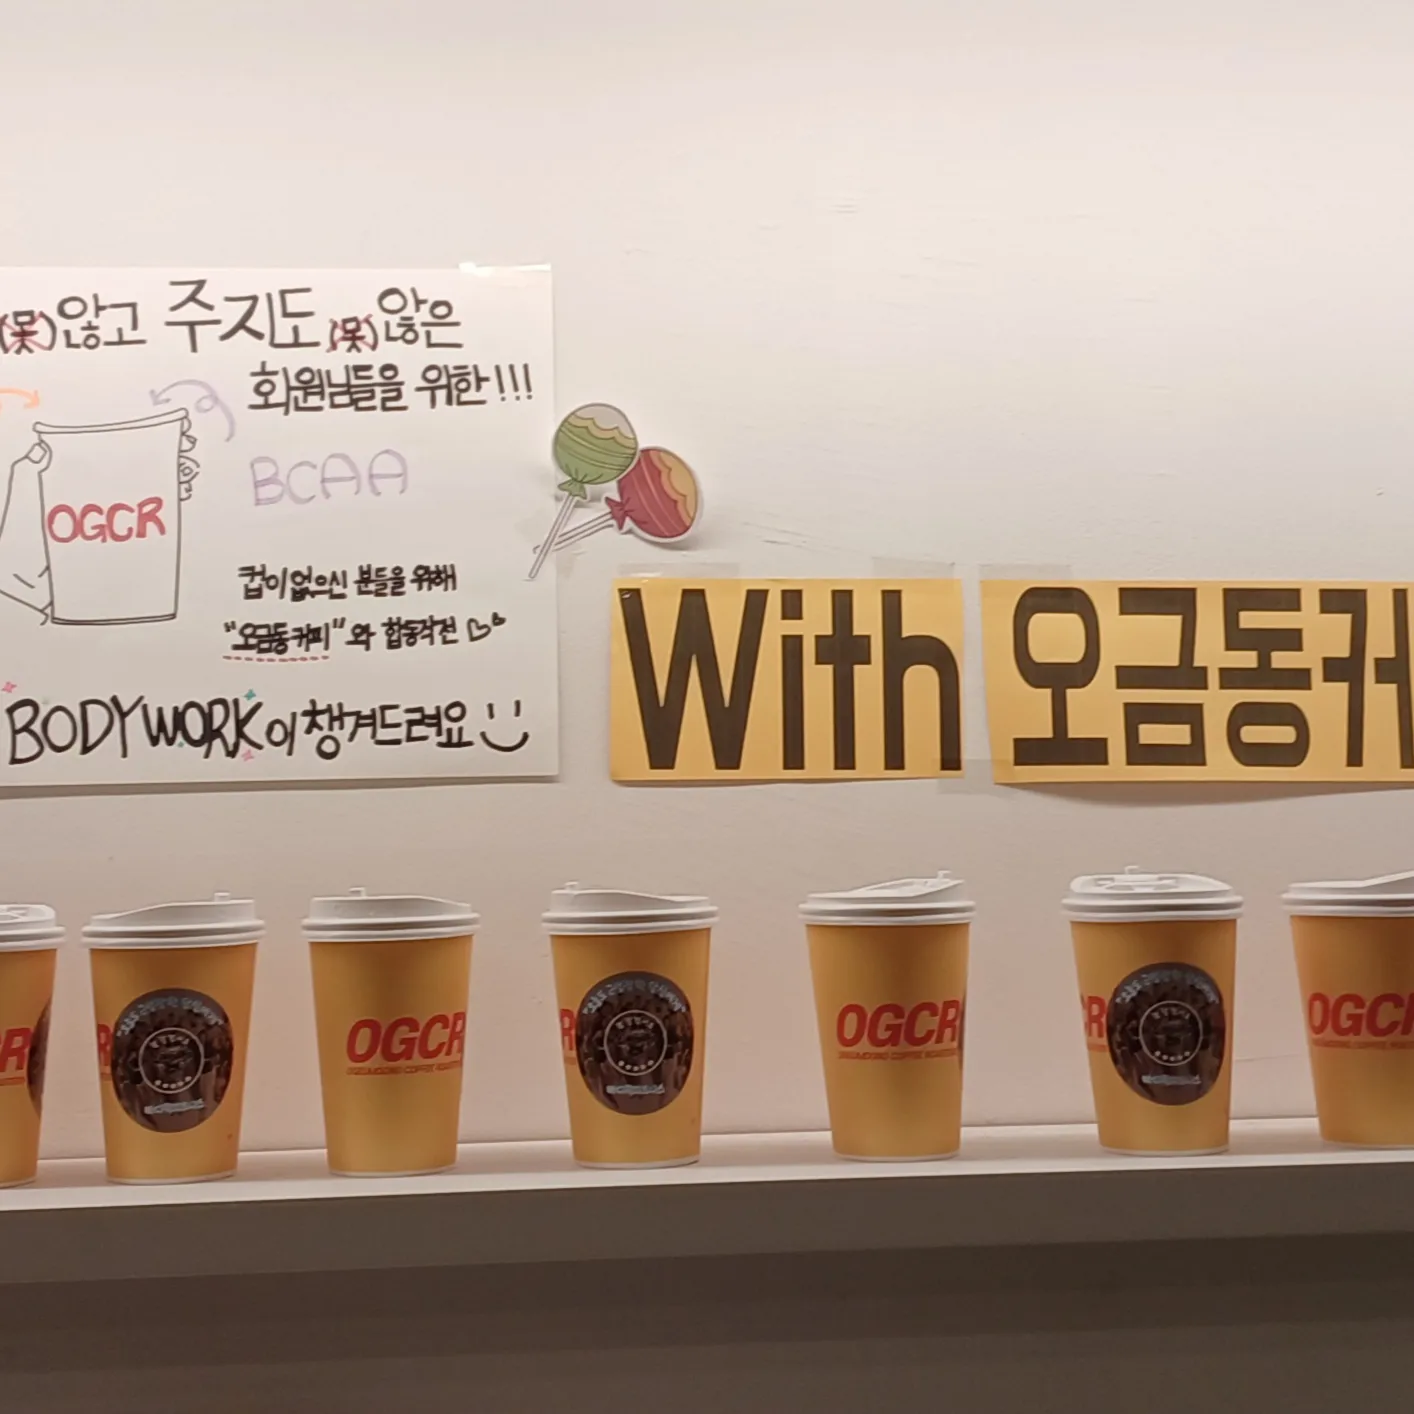 (못)않고 주지도 (못)않은
회원님들을 위한!!!
BCAA
OGCR
컵이없으신 분들을 위해
"오금동커피"와 합동작전
BODYWORK이챙겨드려요
With 오금동커
OGCR
OGCR
OGCR